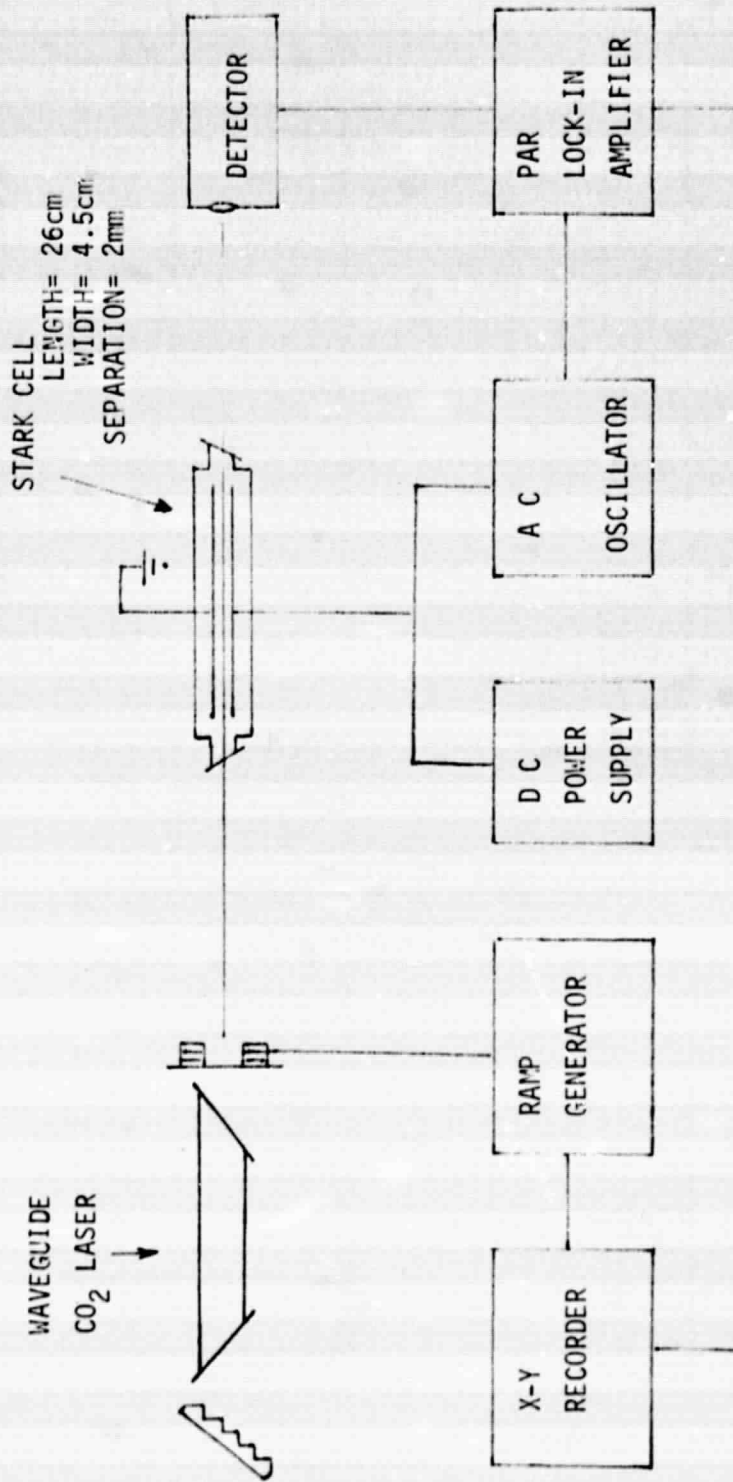 WAVEGUIDE
CO2 LASER
STARK CELL
LENGTH= 26cm
WIDTH= 4.5cm
SEPARATION= 2mm
DETECTOR
X-Y
RECORDER
RAMP
GENERATOR
D C
POWER
SUPPLY
A C
OSCILLATOR
PAR
LOCK-IN
AMPLIFIER